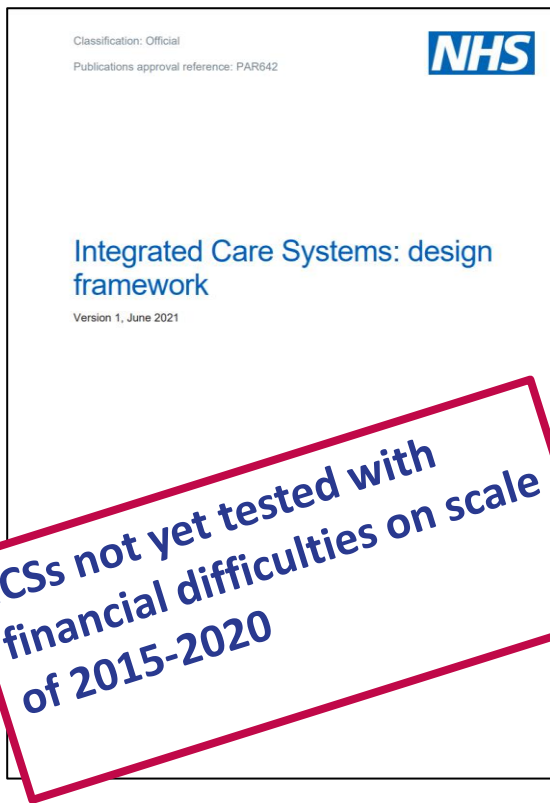 Classification: Official
NHS
Publications approval reference: PAR642
Integrated Care Systems: design
framework
Version 1, June 2021
CSs not yet tested with
financial difficulties on scale
of 2015-2020